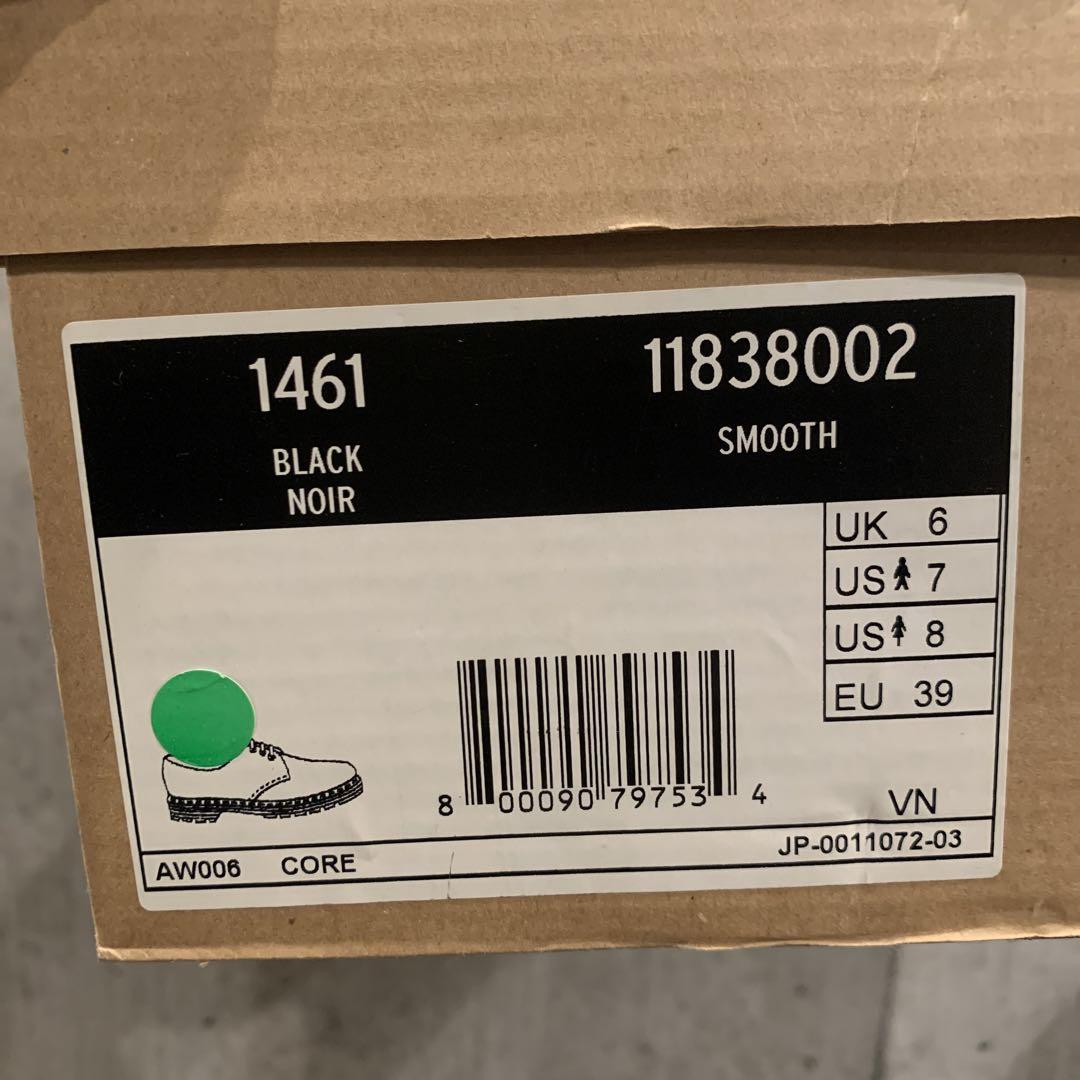 1461
11838002
BLACK
NOIR
SMOOTH
UK 6
US 7
US 8
EU 39
8 00090 79753 4
VN
JP-0011072-03
AW006 CORE